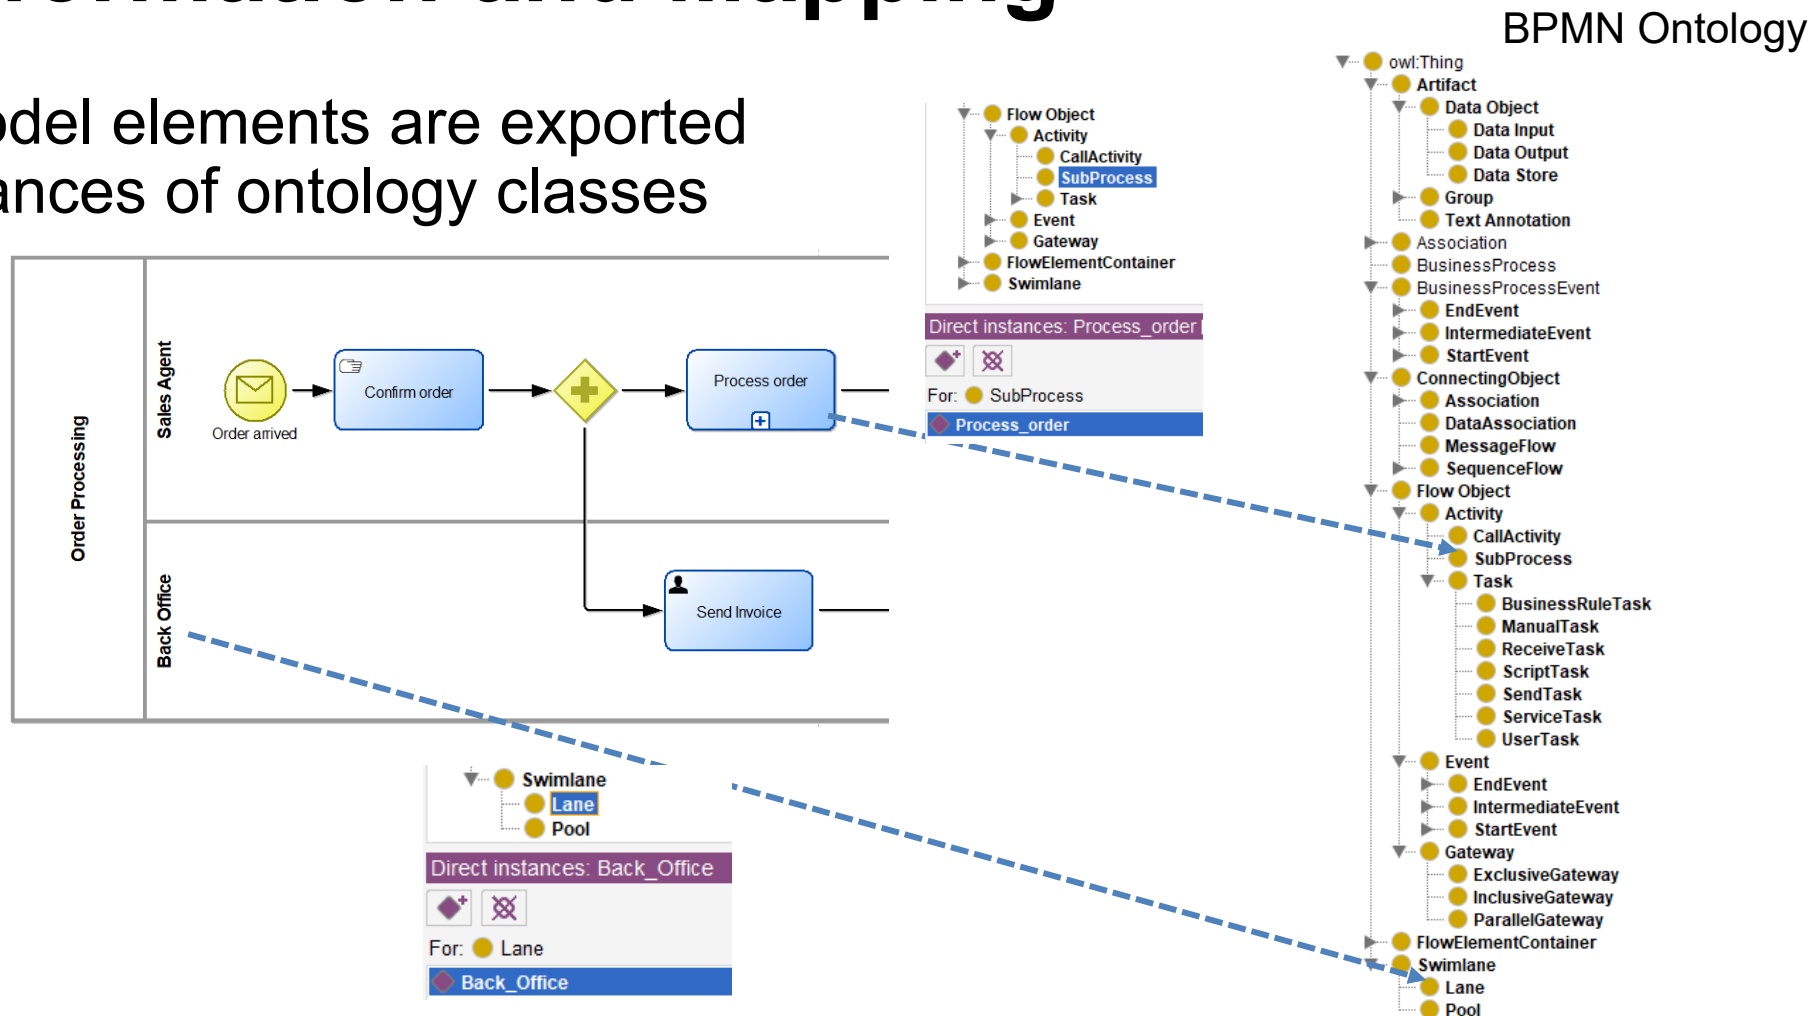 BPMN Ontology
model elements are exported
ances of ontology classes
Order Processing
Sales Agent
Back Office
Order arrived
Confirm order
Process order
Send Invoice
Flow Object
Activity
CallActivity
SubProcess
Task
Event
Gateway
FlowElementContainer
Swimlane
Direct instances: Process_order
For: SubProcess
Process_order
Swimlane
Lane
Pool
Direct instances: Back_Office
For: Lane
Back_Office
owl:Thing
Artifact
Data Object
Data Input
Data Output
Data Store
Group
Text Annotation
Association
BusinessProcess
BusinessProcessEvent
EndEvent
IntermediateEvent
StartEvent
ConnectingObject
Association
DataAssociation
MessageFlow
SequenceFlow
Flow Object
Activity
CallActivity
SubProcess
Task
BusinessRuleTask
ManualTask
ReceiveTask
ScriptTask
SendTask
ServiceTask
UserTask
Event
EndEvent
IntermediateEvent
StartEvent
Gateway
ExclusiveGateway
InclusiveGateway
ParallelGateway
FlowElementContainer
Swimlane
Lane
Pool